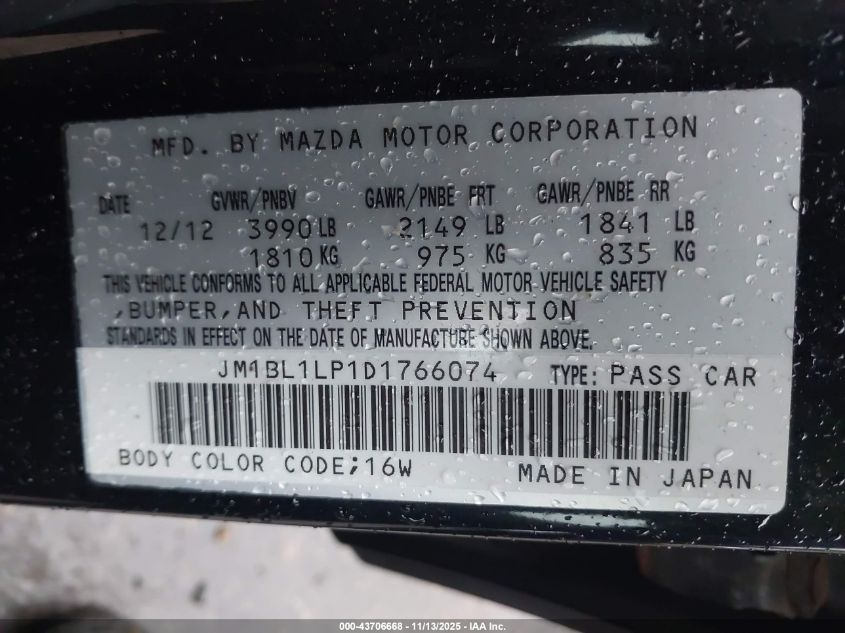 MFD. BY MAZDA MOTOR CORPORATION
DATE GVWR/PNBV GAWR/PNBE FRT GAWR/PNBE RR
12/12 3990 LB 2149 LB 1841 LB
1810 KG 975 KG 835 KG
THIS VEHICLE CONFORMS TO ALL APPLICABLE FEDERAL MOTOR VEHICLE SAFETY
,BUMPER,AND THEFT PREVENTION
STANDARDS IN EFFECT ON THE DATE OF MANUFACTURE SHOWN ABOVE.
JM1BL1LP1D1766074 TYPE: PASS CAR
BODY COLOR CODE;16W MADE IN JAPAN
000-43706668 - 11/13/2025 - IAA Inc.